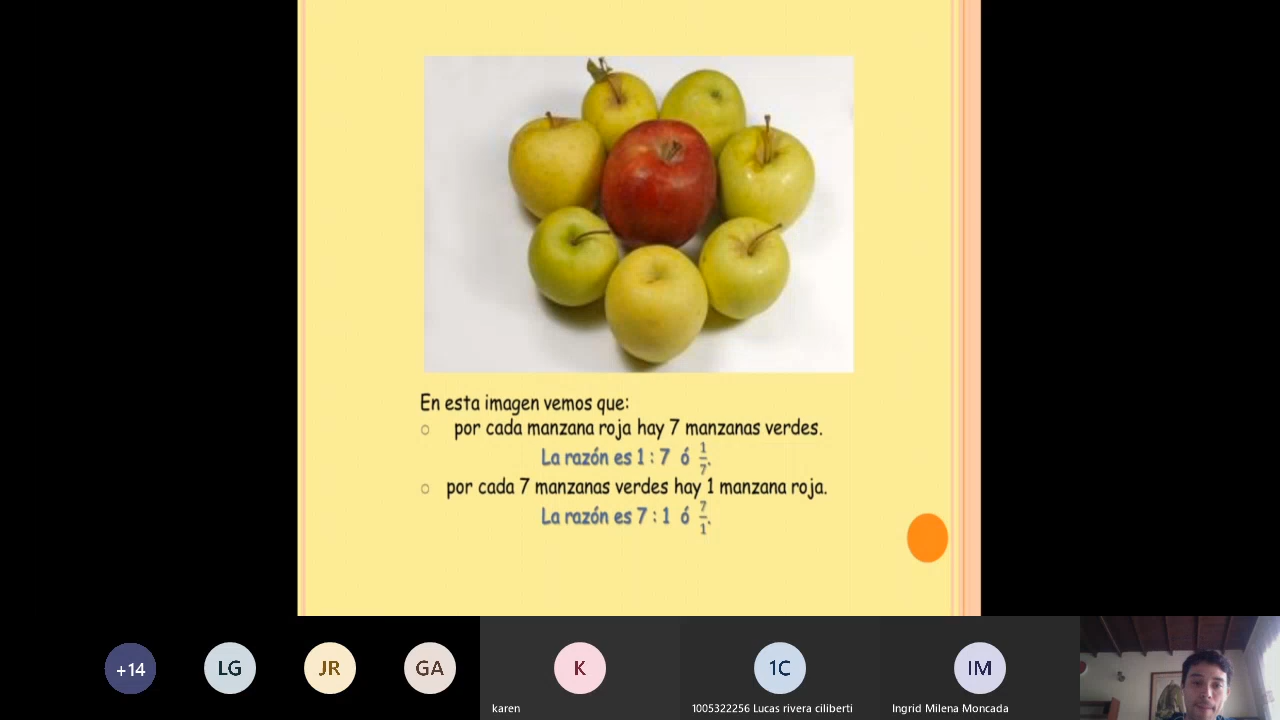 En esta imagen vemos que:
○ por cada manzana roja hay 7 manzanas verdes.
La razón es 1 : 7 ó 1/7.
○ por cada 7 manzanas verdes hay 1 manzana roja.
La razón es 7 : 1 ó 7/1.
+14 LG JR GA K 1C IM
karen 1005322256 Lucas rivera ciliberti Ingrid Milena Moncada